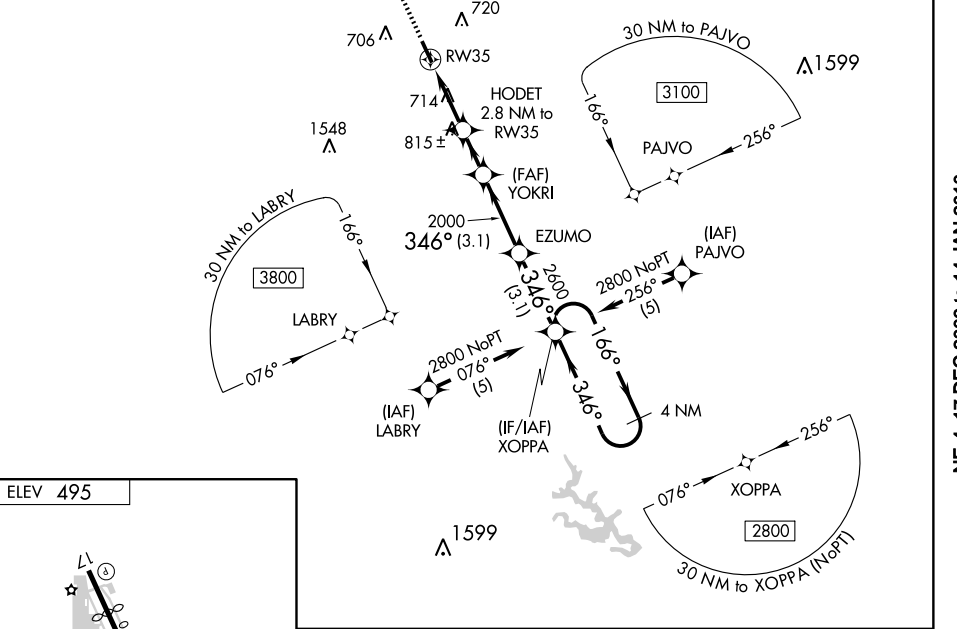 720
706
RW35
30 NM to PAJVO
1599
714
HODET
2.8 NM to
RW35
3100
166°
256°
PAJVO
1548
815±
(FAF)
YOKRI
30 NM to LABRY
166°
3800
LABRY
076°
2000
346° (3.1)
EZUMO
(IAF)
PAJVO
2800 NoPT
256°
(5)
2600
346°
(3.1)
2800 NoPT
076°
(5)
(IAF)
LABRY
166°
346°
4 NM
(IF/IAF)
XOPPA
256°
076°
XOPPA
2800
30 NM to XOPPA (NoPT)
ELEV 495
1599
17
P